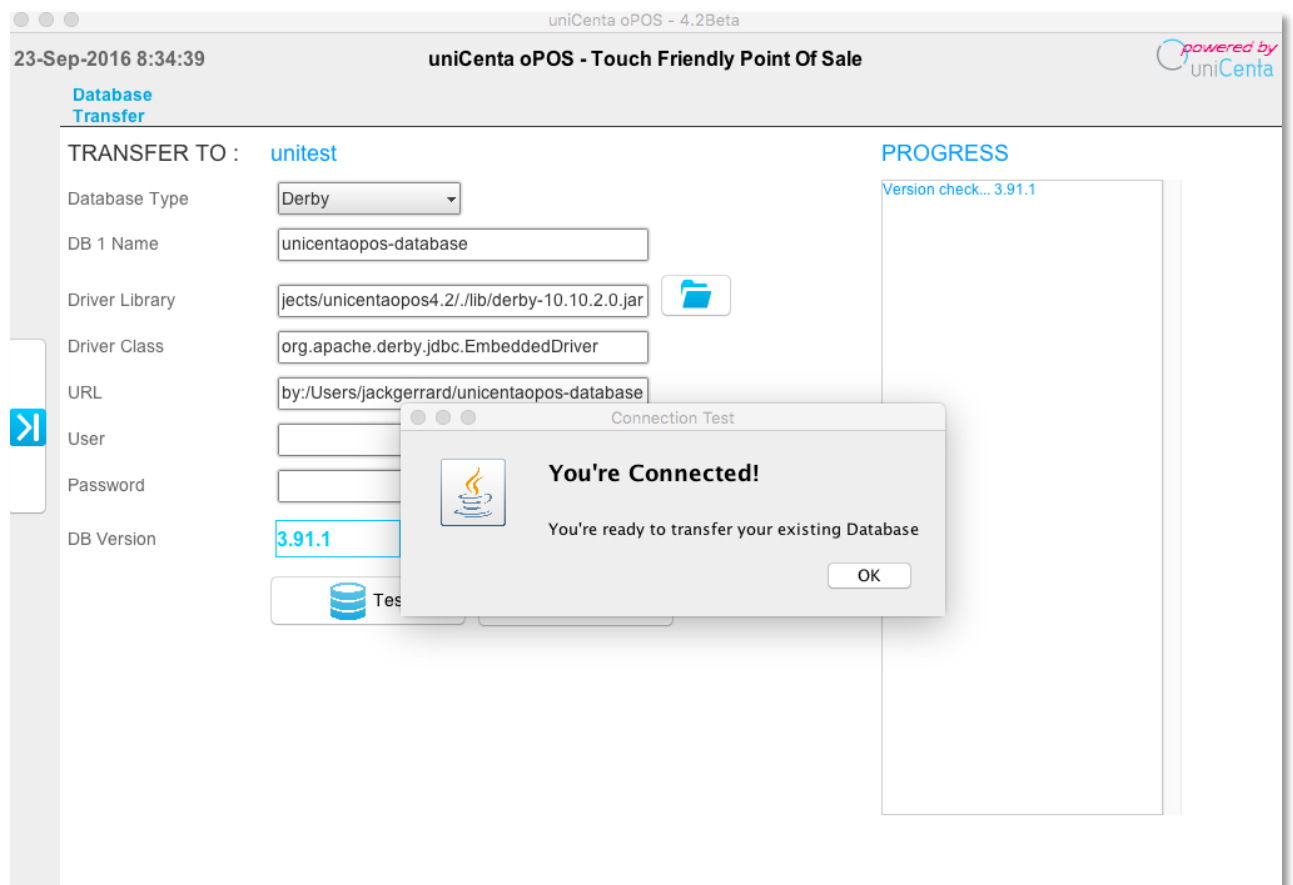 uniCenta oPOS - 4.2Beta
23-Sep-2016 8:34:39
uniCenta oPOS - Touch Friendly Point Of Sale
powered by
uniCenta
Database
Transfer
TRANSFER TO :
unitest
PROGRESS
Database Type
Derby
Version check... 3.91.1
DB 1 Name
unicentaopos-database
Driver Library
jects/unicentaopos4.2/./lib/derby-10.10.2.0.jar
Driver Class
org.apache.derby.jdbc.EmbeddedDriver
URL
by:/Users/jackgerrard/unicentaopos-database
Connection Test
User
You're Connected!
Password
You're ready to transfer your existing Database
DB Version
3.91.1
OK
Tes